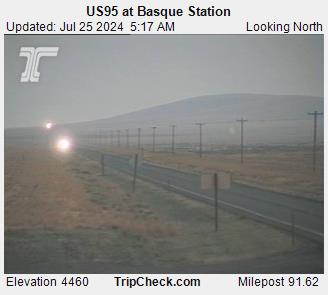 US95 at Basque Station
Updated: Jul 25 2024 5:17 AM Looking North
Elevation 4460 TripCheck.com Milepost 91.62